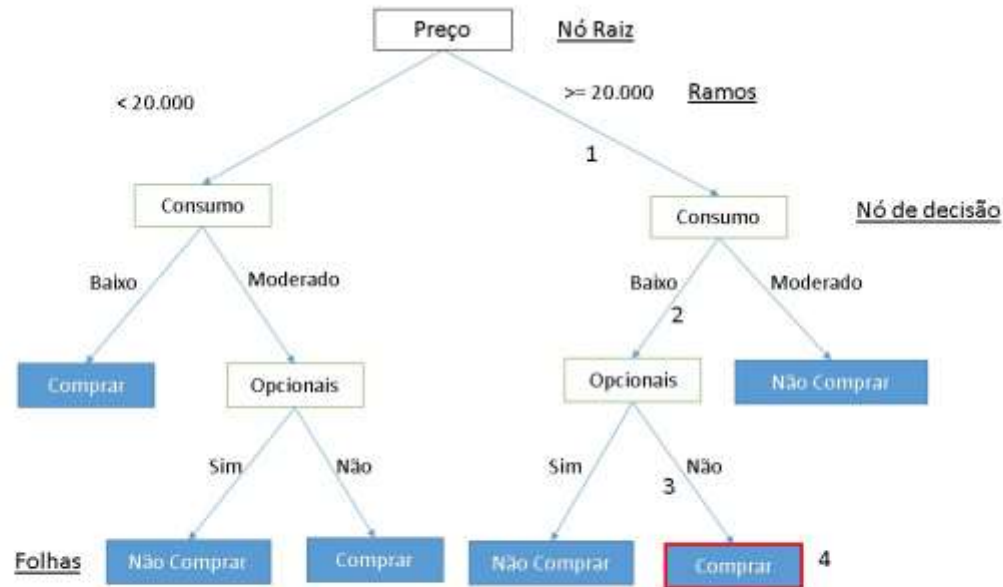 Preço Nó Raiz
< 20.000 >= 20.000 Ramos
1
Consumo Consumo Nó de decisão
Baixo Moderado Baixo Moderado
2
Comprar Opcionais Opcionais Não Comprar
Sim Não Sim Não
3
Folhas Não Comprar Comprar Não Comprar Comprar 4